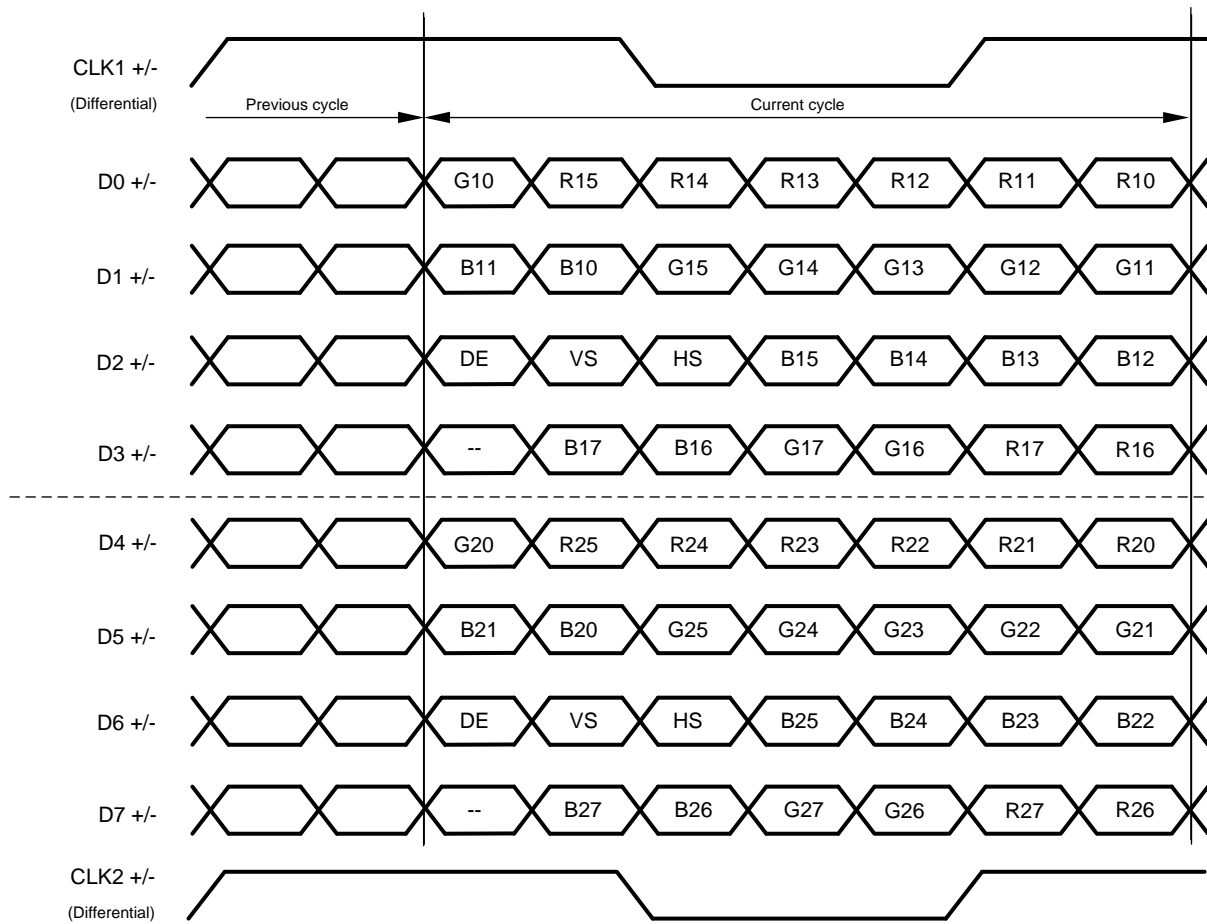 CLK1 +/-
(Differential)
Previous cycle
Current cycle
D0 +/- G10 R15 R14 R13 R12 R11 R10
D1 +/- B11 B10 G15 G14 G13 G12 G11
D2 +/- DE VS HS B15 B14 B13 B12
D3 +/- -- B17 B16 G17 G16 R17 R16
D4 +/- G20 R25 R24 R23 R22 R21 R20
D5 +/- B21 B20 G25 G24 G23 G22 G21
D6 +/- DE VS HS B25 B24 B23 B22
D7 +/- -- B27 B26 G27 G26 R27 R26
CLK2 +/-
(Differential)